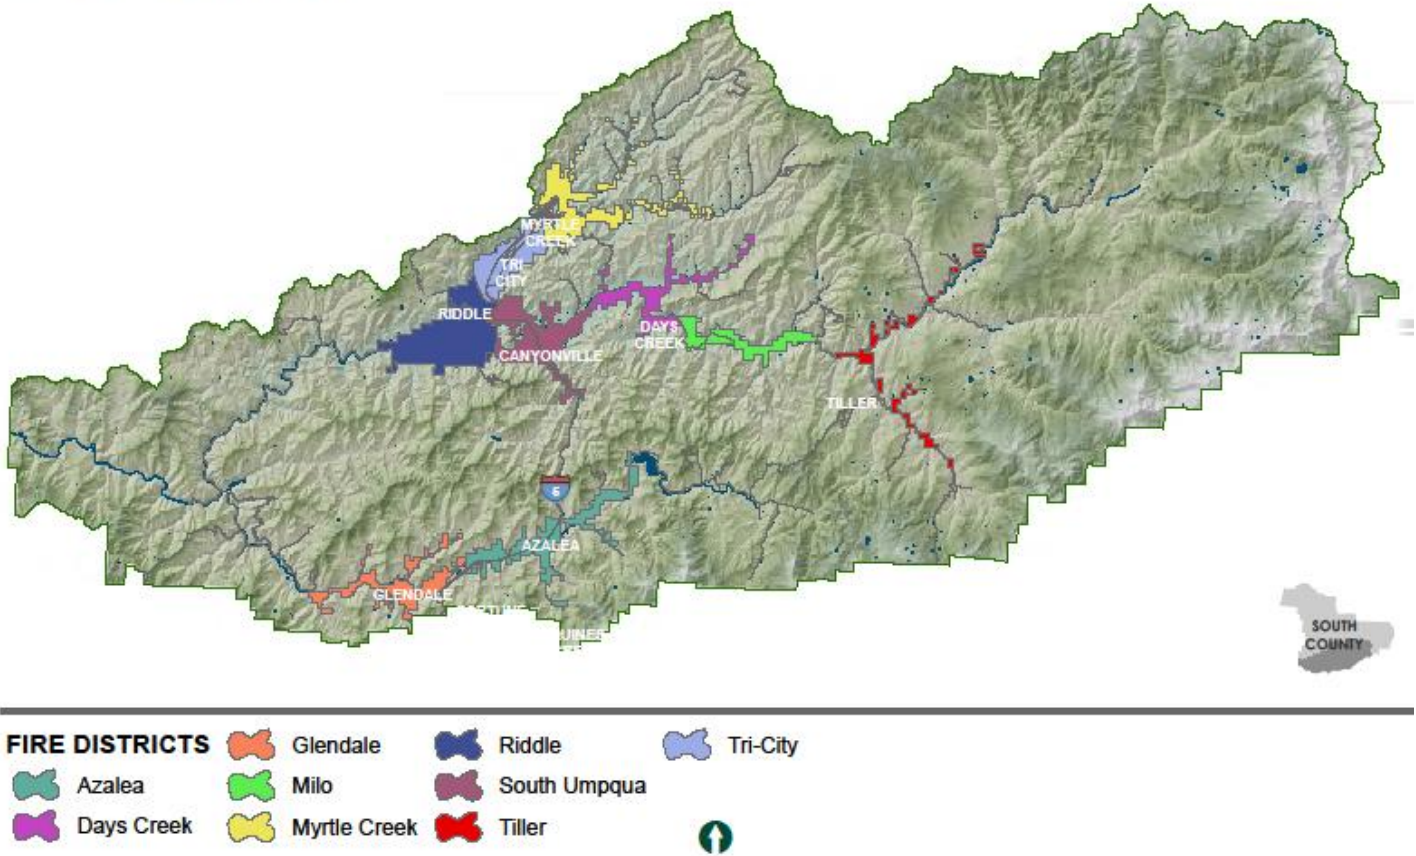 MYRTLE
CREEK
TRI
CITY
RIDDLE
DAYS
CREEK
CANYONVILLE
TILLER
AZALEA
GLENDALE
SOUTH
COUNTY
FIRE DISTRICTS
Glendale
Riddle
Tri-City
Azalea
Milo
South Umpqua
Days Creek
Myrtle Creek
Tiller